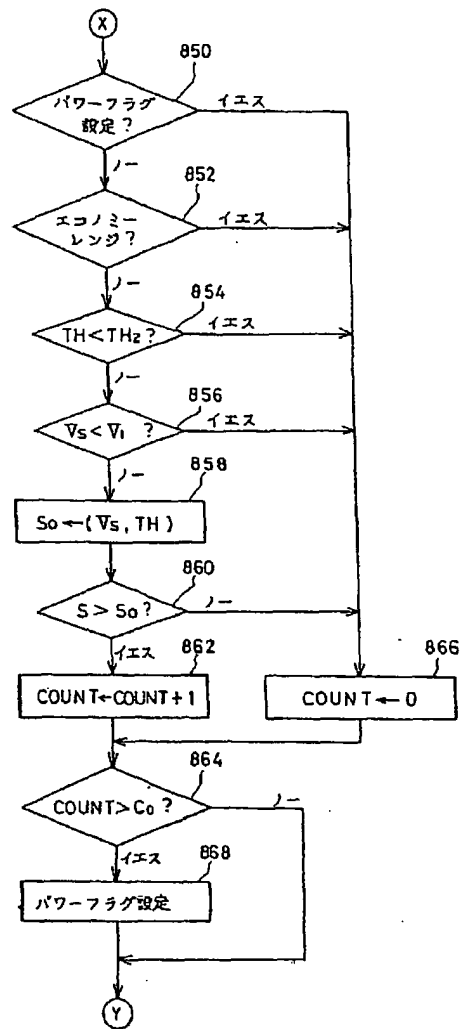 X
850
パワーフラグ
設定?
イエス
ノー
852
エコノミー
レンジ?
イエス
ノー
854
TH<TH₂?
イエス
ノー
856
Vs<V₁ ?
イエス
ノー
858
So←(Vs, TH)
860
S>So?
ノー
イエス
862
COUNT←COUNT+1
866
COUNT←0
864
COUNT>Co?
ノー
イエス
868
パワーフラグ設定
Y